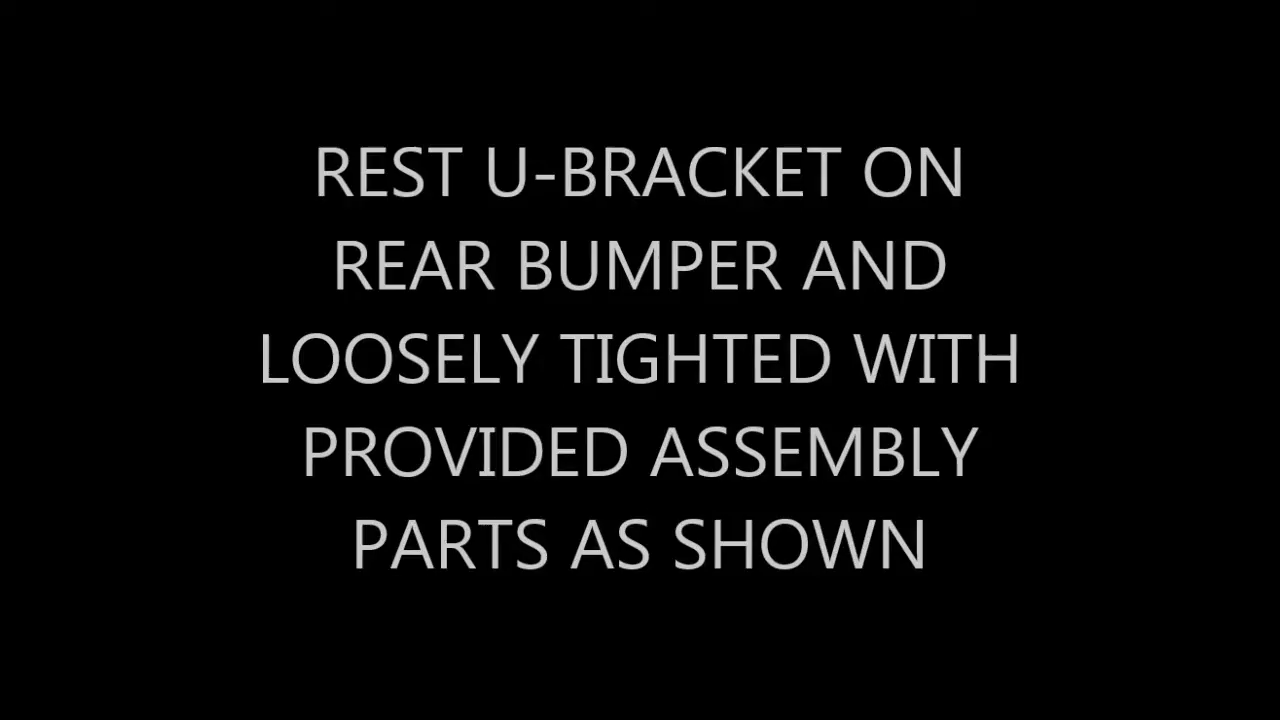 REST U-BRACKET ON
REAR BUMPER AND
LOOSELY TIGHTED WITH
PROVIDED ASSEMBLY
PARTS AS SHOWN